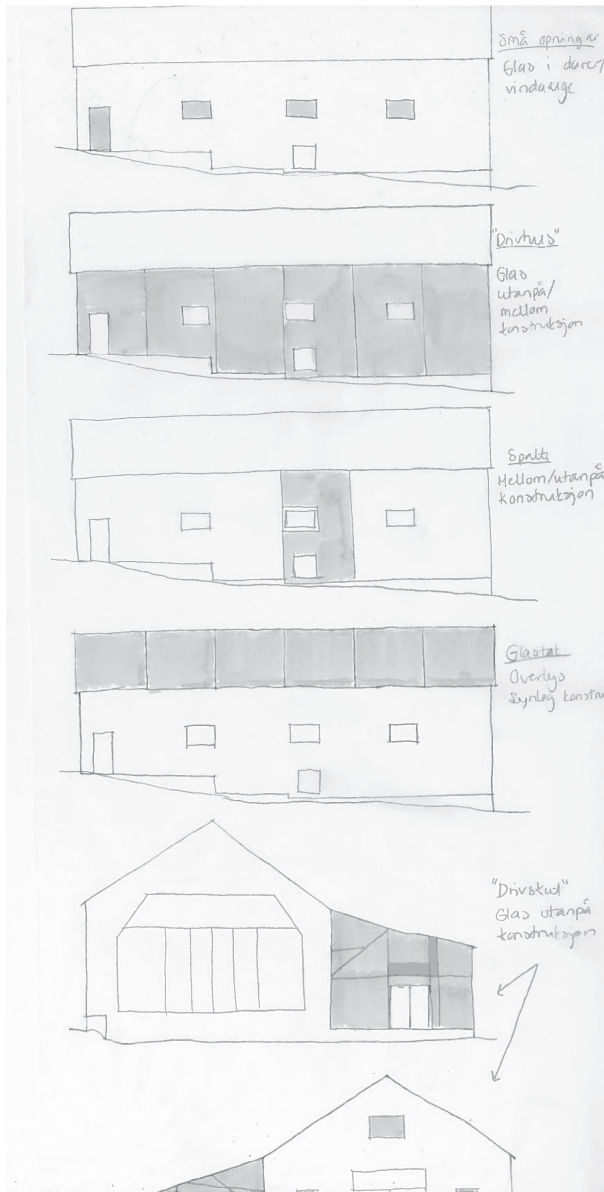 Små opningar
Glas i dører/
vindauge
"Drivhus"
Glas
utanpå/
mellom
konstruksjon
Spalte
Mellom/utanpå
konstruksjon
Glastak
Overlys
Synleg konstru
"Drivskut"
Glas utanpå
konstruksjon